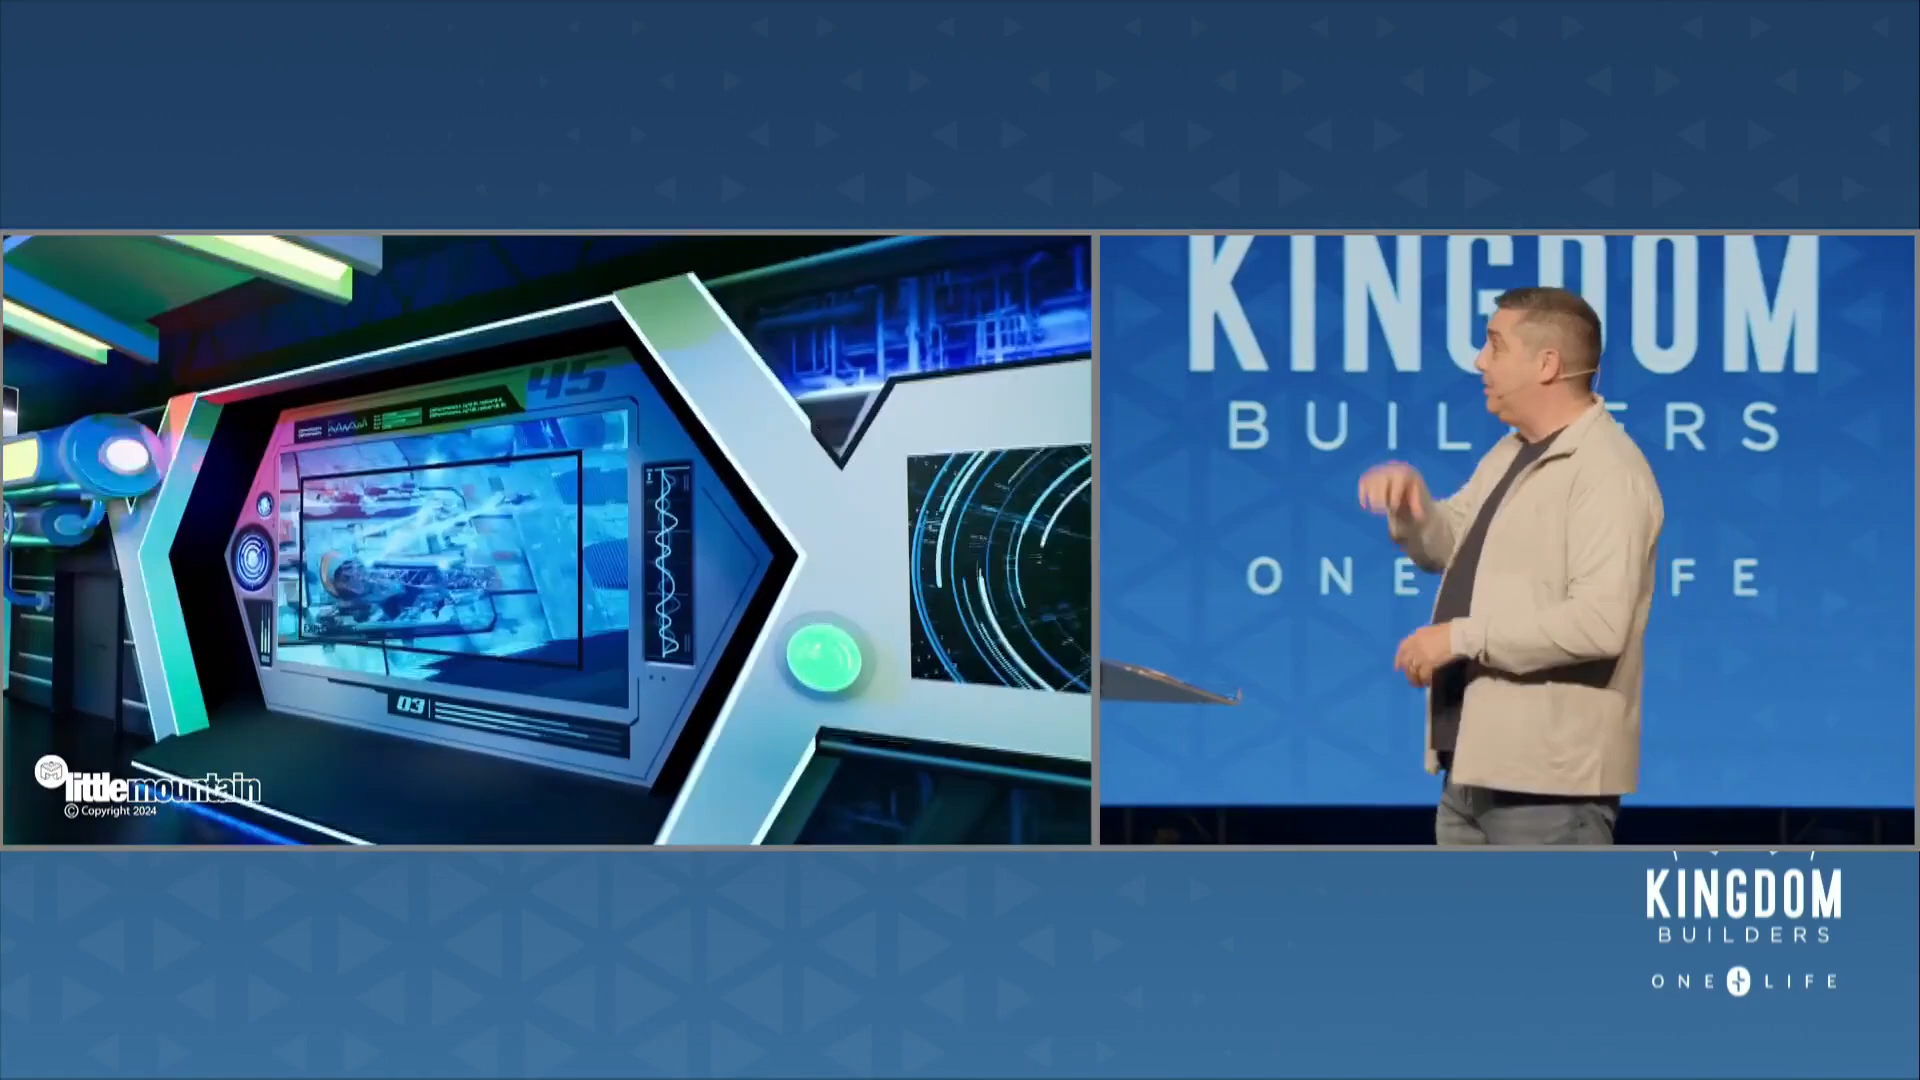 45
03
littlemountain
© Copyright 2024
KINGDOM
BUILDERS
ONE LIFE
KINGDOM
BUILDERS
ONE LIFE